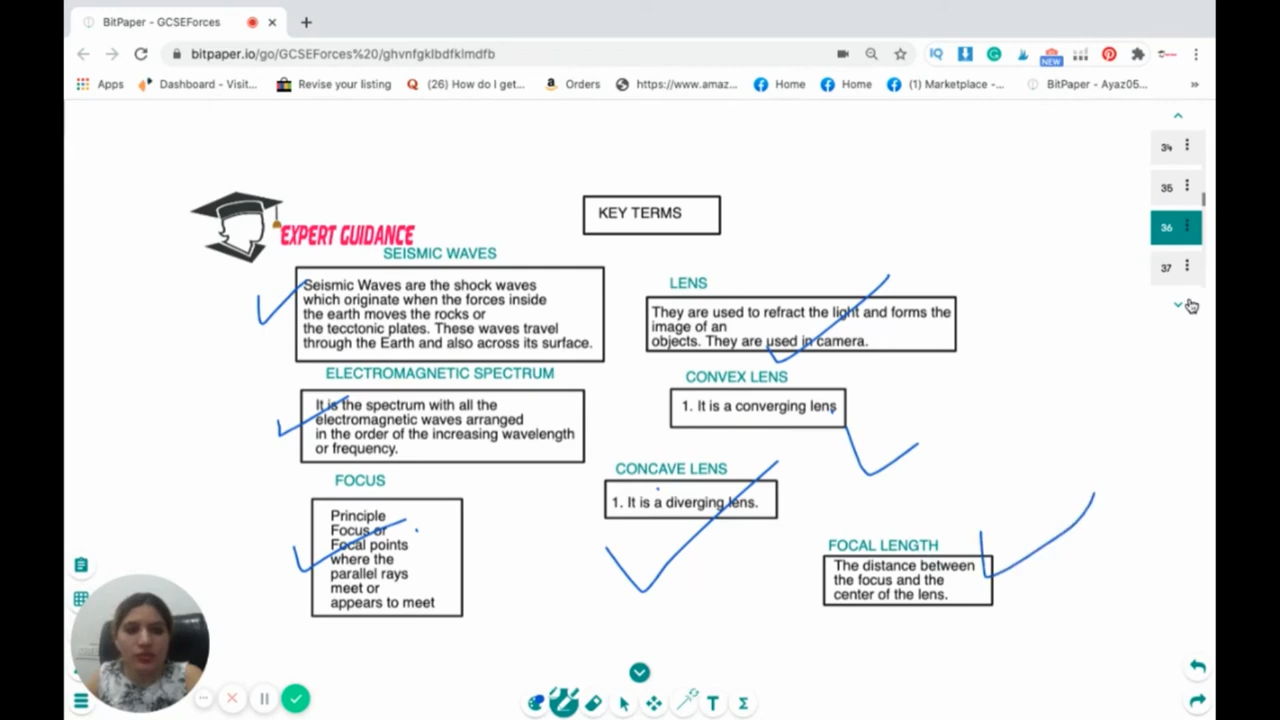 BitPaper - GCSEForces
bitpaper.io/go/GCSEForces%20/ghvnfgklbdfklmdfb
Apps
Dashboard - Visit...
Revise your listing
(26) How do I get...
Orders
https://www.amaz...
Home
Home
(1) Marketplace -...
BitPaper - Ayaz05...
»
IQ
NEW
34
35
36
37
KEY TERMS
EXPERT GUIDANCE
SEISMIC WAVES
Seismic Waves are the shock waves
which originate when the forces inside
the earth moves the rocks or
the tecctonic plates. These waves travel
through the Earth and also across its surface.
LENS
They are used to refract the light and forms the
image of an
objects. They are used in camera.
ELECTROMAGNETIC SPECTRUM
It is the spectrum with all the
electromagnetic waves arranged
in the order of the increasing wavelength
or frequency.
CONVEX LENS
1. It is a converging lens
CONCAVE LENS
1. It is a diverging lens.
FOCUS
Principle
Focus or
Focal points
where the
parallel rays
meet or
appears to meet
FOCAL LENGTH
The distance between
the focus and the
center of the lens.
T
Σ